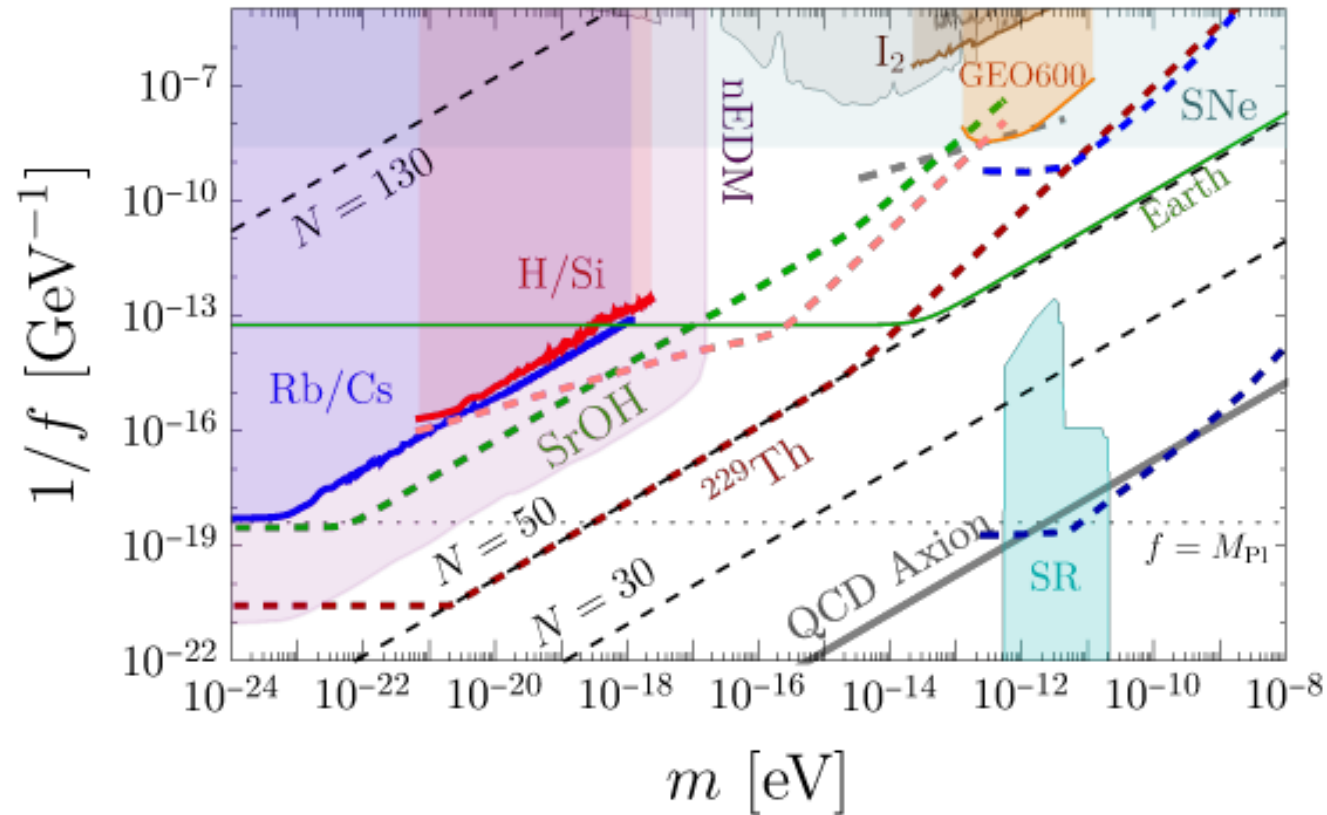 1/f [GeV⁻¹]
10⁻⁷
10⁻¹⁰
10⁻¹³
10⁻¹⁶
10⁻¹⁹
10⁻²²
I₂
GEO600
SNe
nEDM
N = 130
Earth
H/Si
Rb/Cs
SrOH
²²⁹Th
N = 50
N = 30
QCD Axion
SR
f = M_Pl
10⁻²⁴
10⁻²²
10⁻²⁰
10⁻¹⁸
10⁻¹⁶
10⁻¹⁴
10⁻¹²
10⁻¹⁰
10⁻⁸
m [eV]